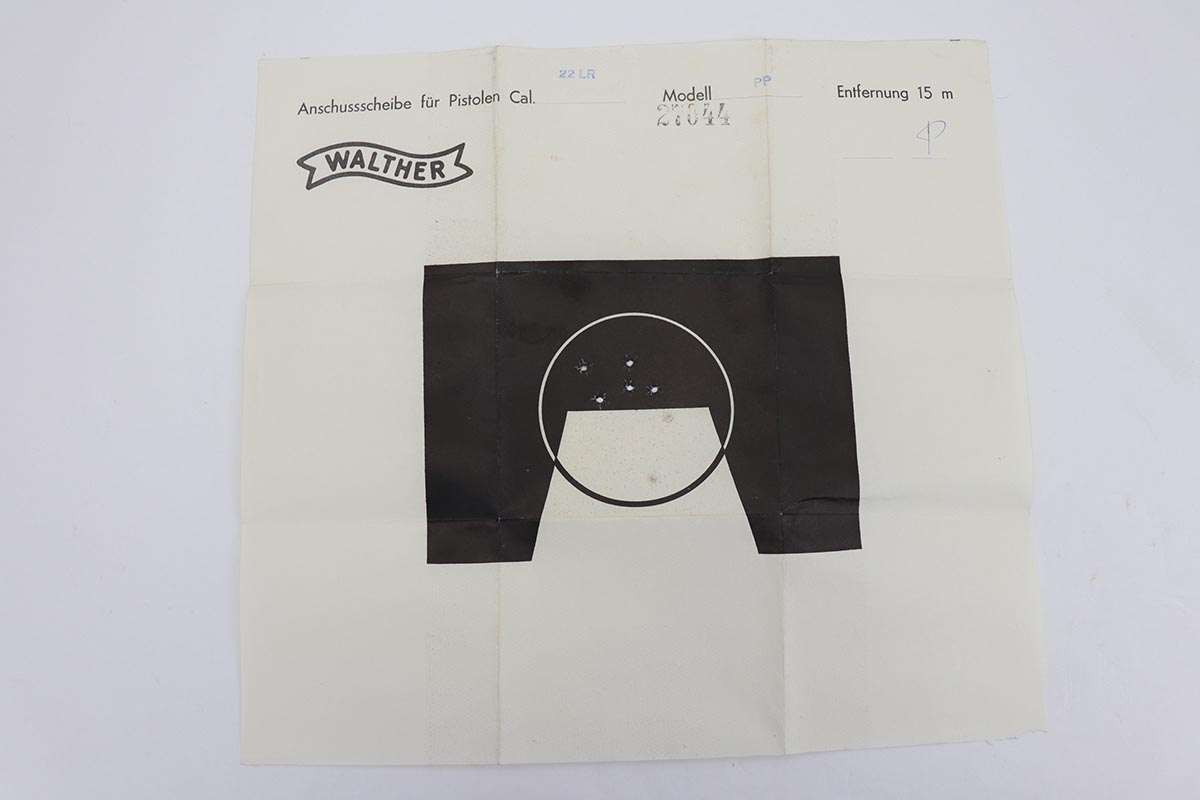 Anschussscheibe für Pistolen Cal. 22 LR Modell PP Entfernung 15 m
27044
WALTHER